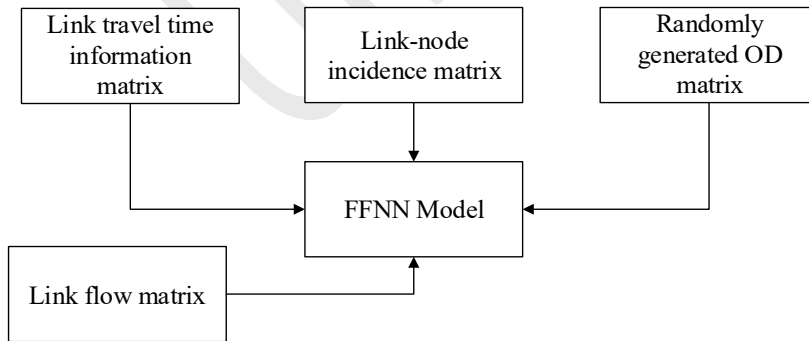 Link travel time
information
matrix
Link-node
incidence matrix
Randomly
generated OD
matrix
FFNN Model
Link flow matrix